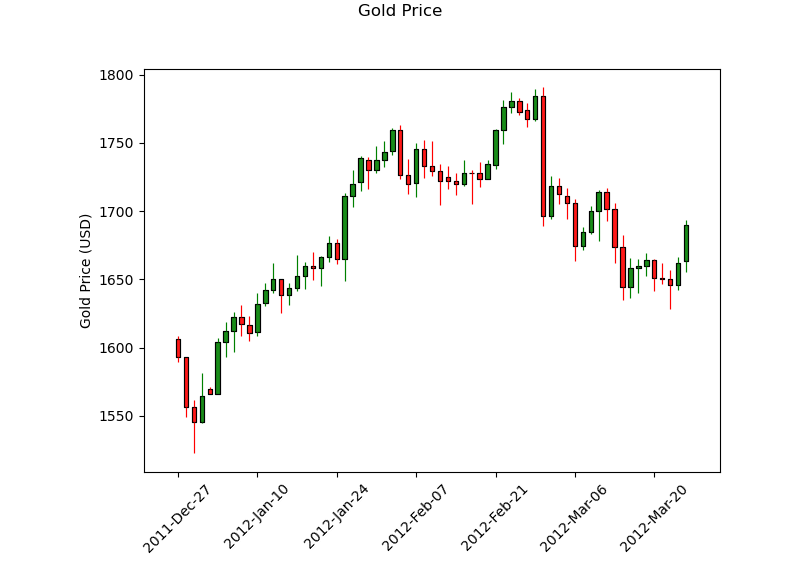 Gold Price
1800
1750
1700
1650
1600
1550
Gold Price (USD)
2011-Dec-27
2012-Jan-10
2012-Jan-24
2012-Feb-07
2012-Feb-21
2012-Mar-06
2012-Mar-20